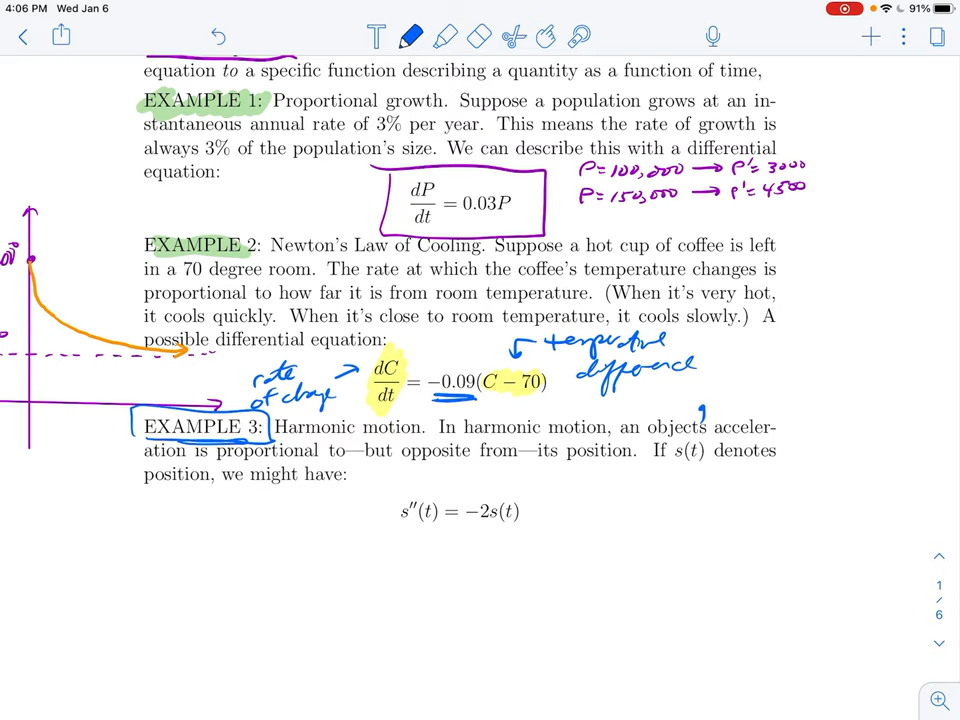 4:06 PM Wed Jan 6 91%
equation to a specific function describing a quantity as a function of time,
EXAMPLE 1: Proportional growth. Suppose a population grows at an in-
stantaneous annual rate of 3% per year. This means the rate of growth is
always 3% of the population's size. We can describe this with a differential
equation:
P=100,000 → P'=3000
P=150,000 → P'=4500
dP/dt = 0.03P
EXAMPLE 2: Newton's Law of Cooling. Suppose a hot cup of coffee is left
in a 70 degree room. The rate at which the coffee's temperature changes is
proportional to how far it is from room temperature. (When it's very hot,
it cools quickly. When it's close to room temperature, it cools slowly.) A
possible differential equation:
temperature
difference
rate
of change
dC/dt = −0.09(C − 70)
EXAMPLE 3: Harmonic motion. In harmonic motion, an object's acceler-
ation is proportional to—but opposite from—its position. If s(t) denotes
position, we might have:
s″(t) = −2s(t)
1
/
6